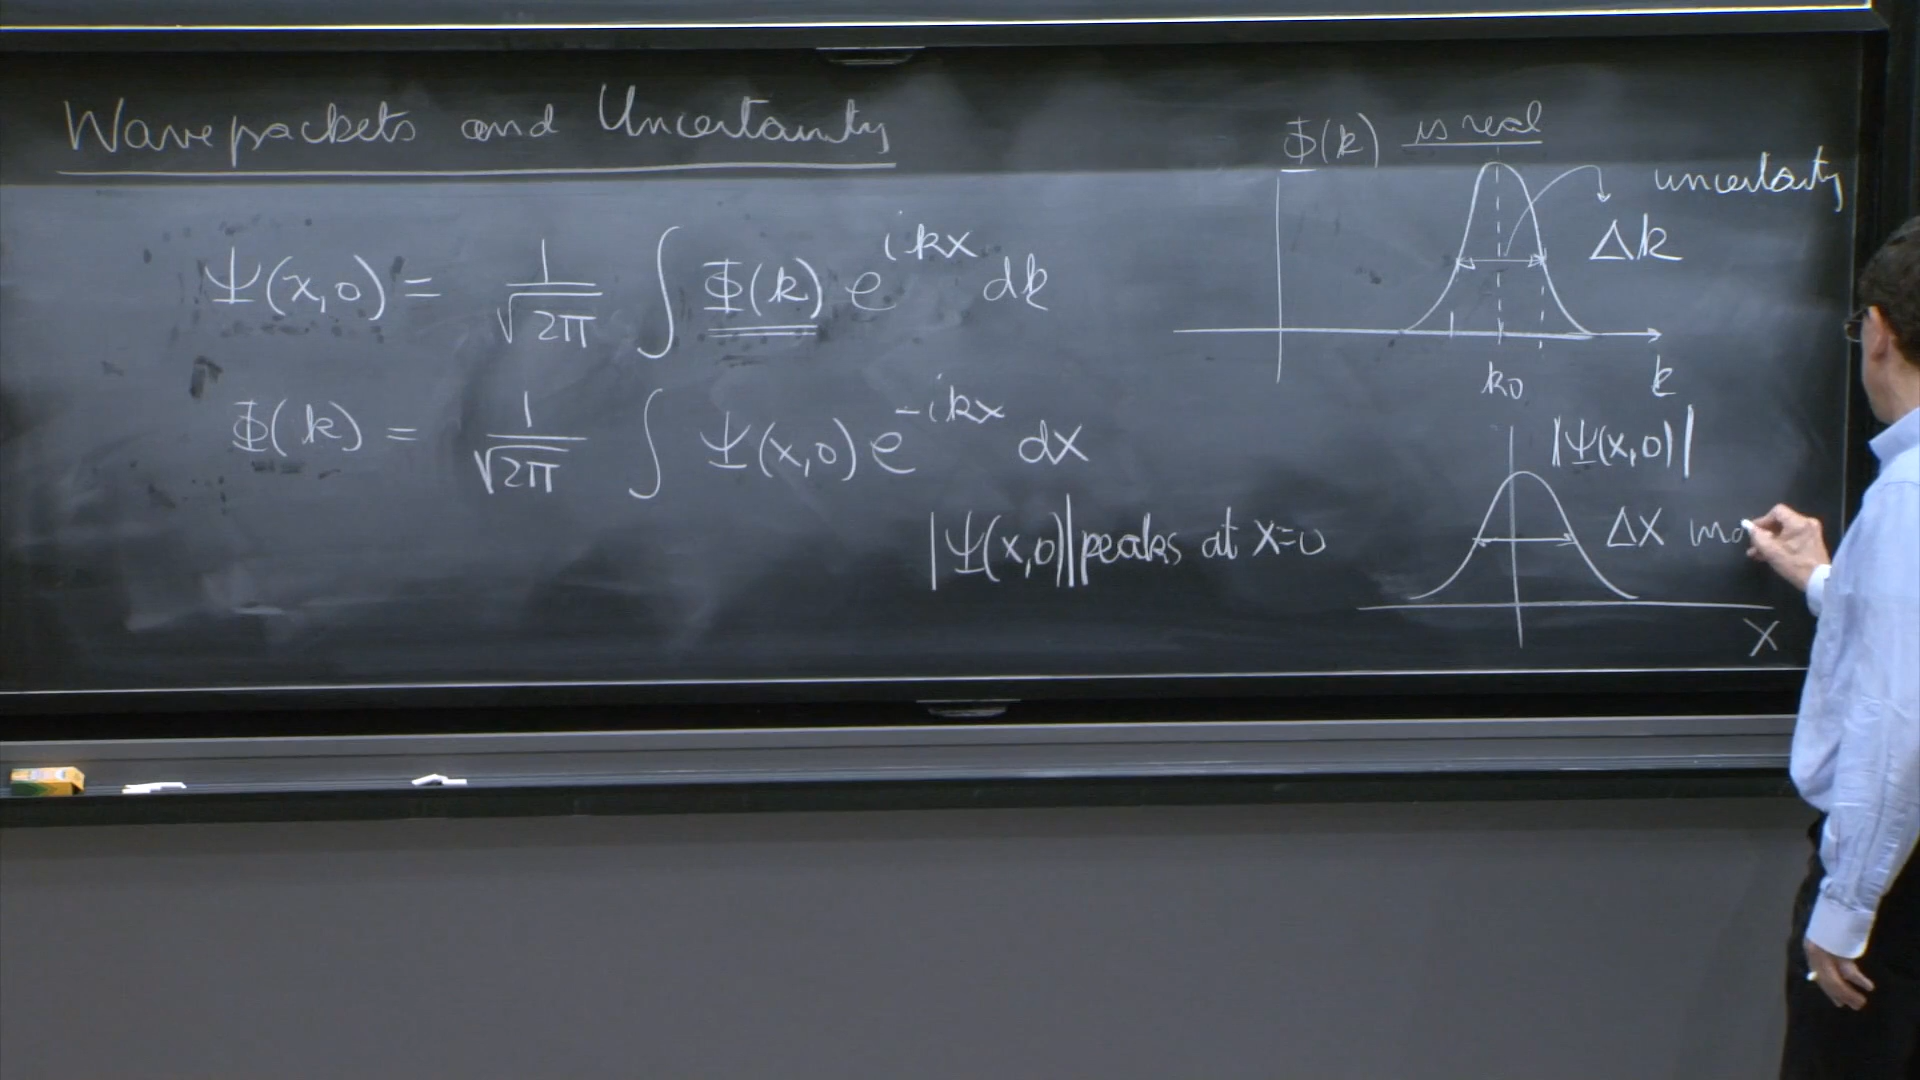 Wavepackets and Uncertainty
Ψ(x,0) = 1/√2π ∫ Φ(k) e^{ikx} dk
Φ(k) = 1/√2π ∫ Ψ(x,0) e^{-ikx} dx
|Ψ(x,0)| peaks at x=0
Φ(k) is real
uncertainty
Δk
k₀ k
|Ψ(x,0)|
Δx
x